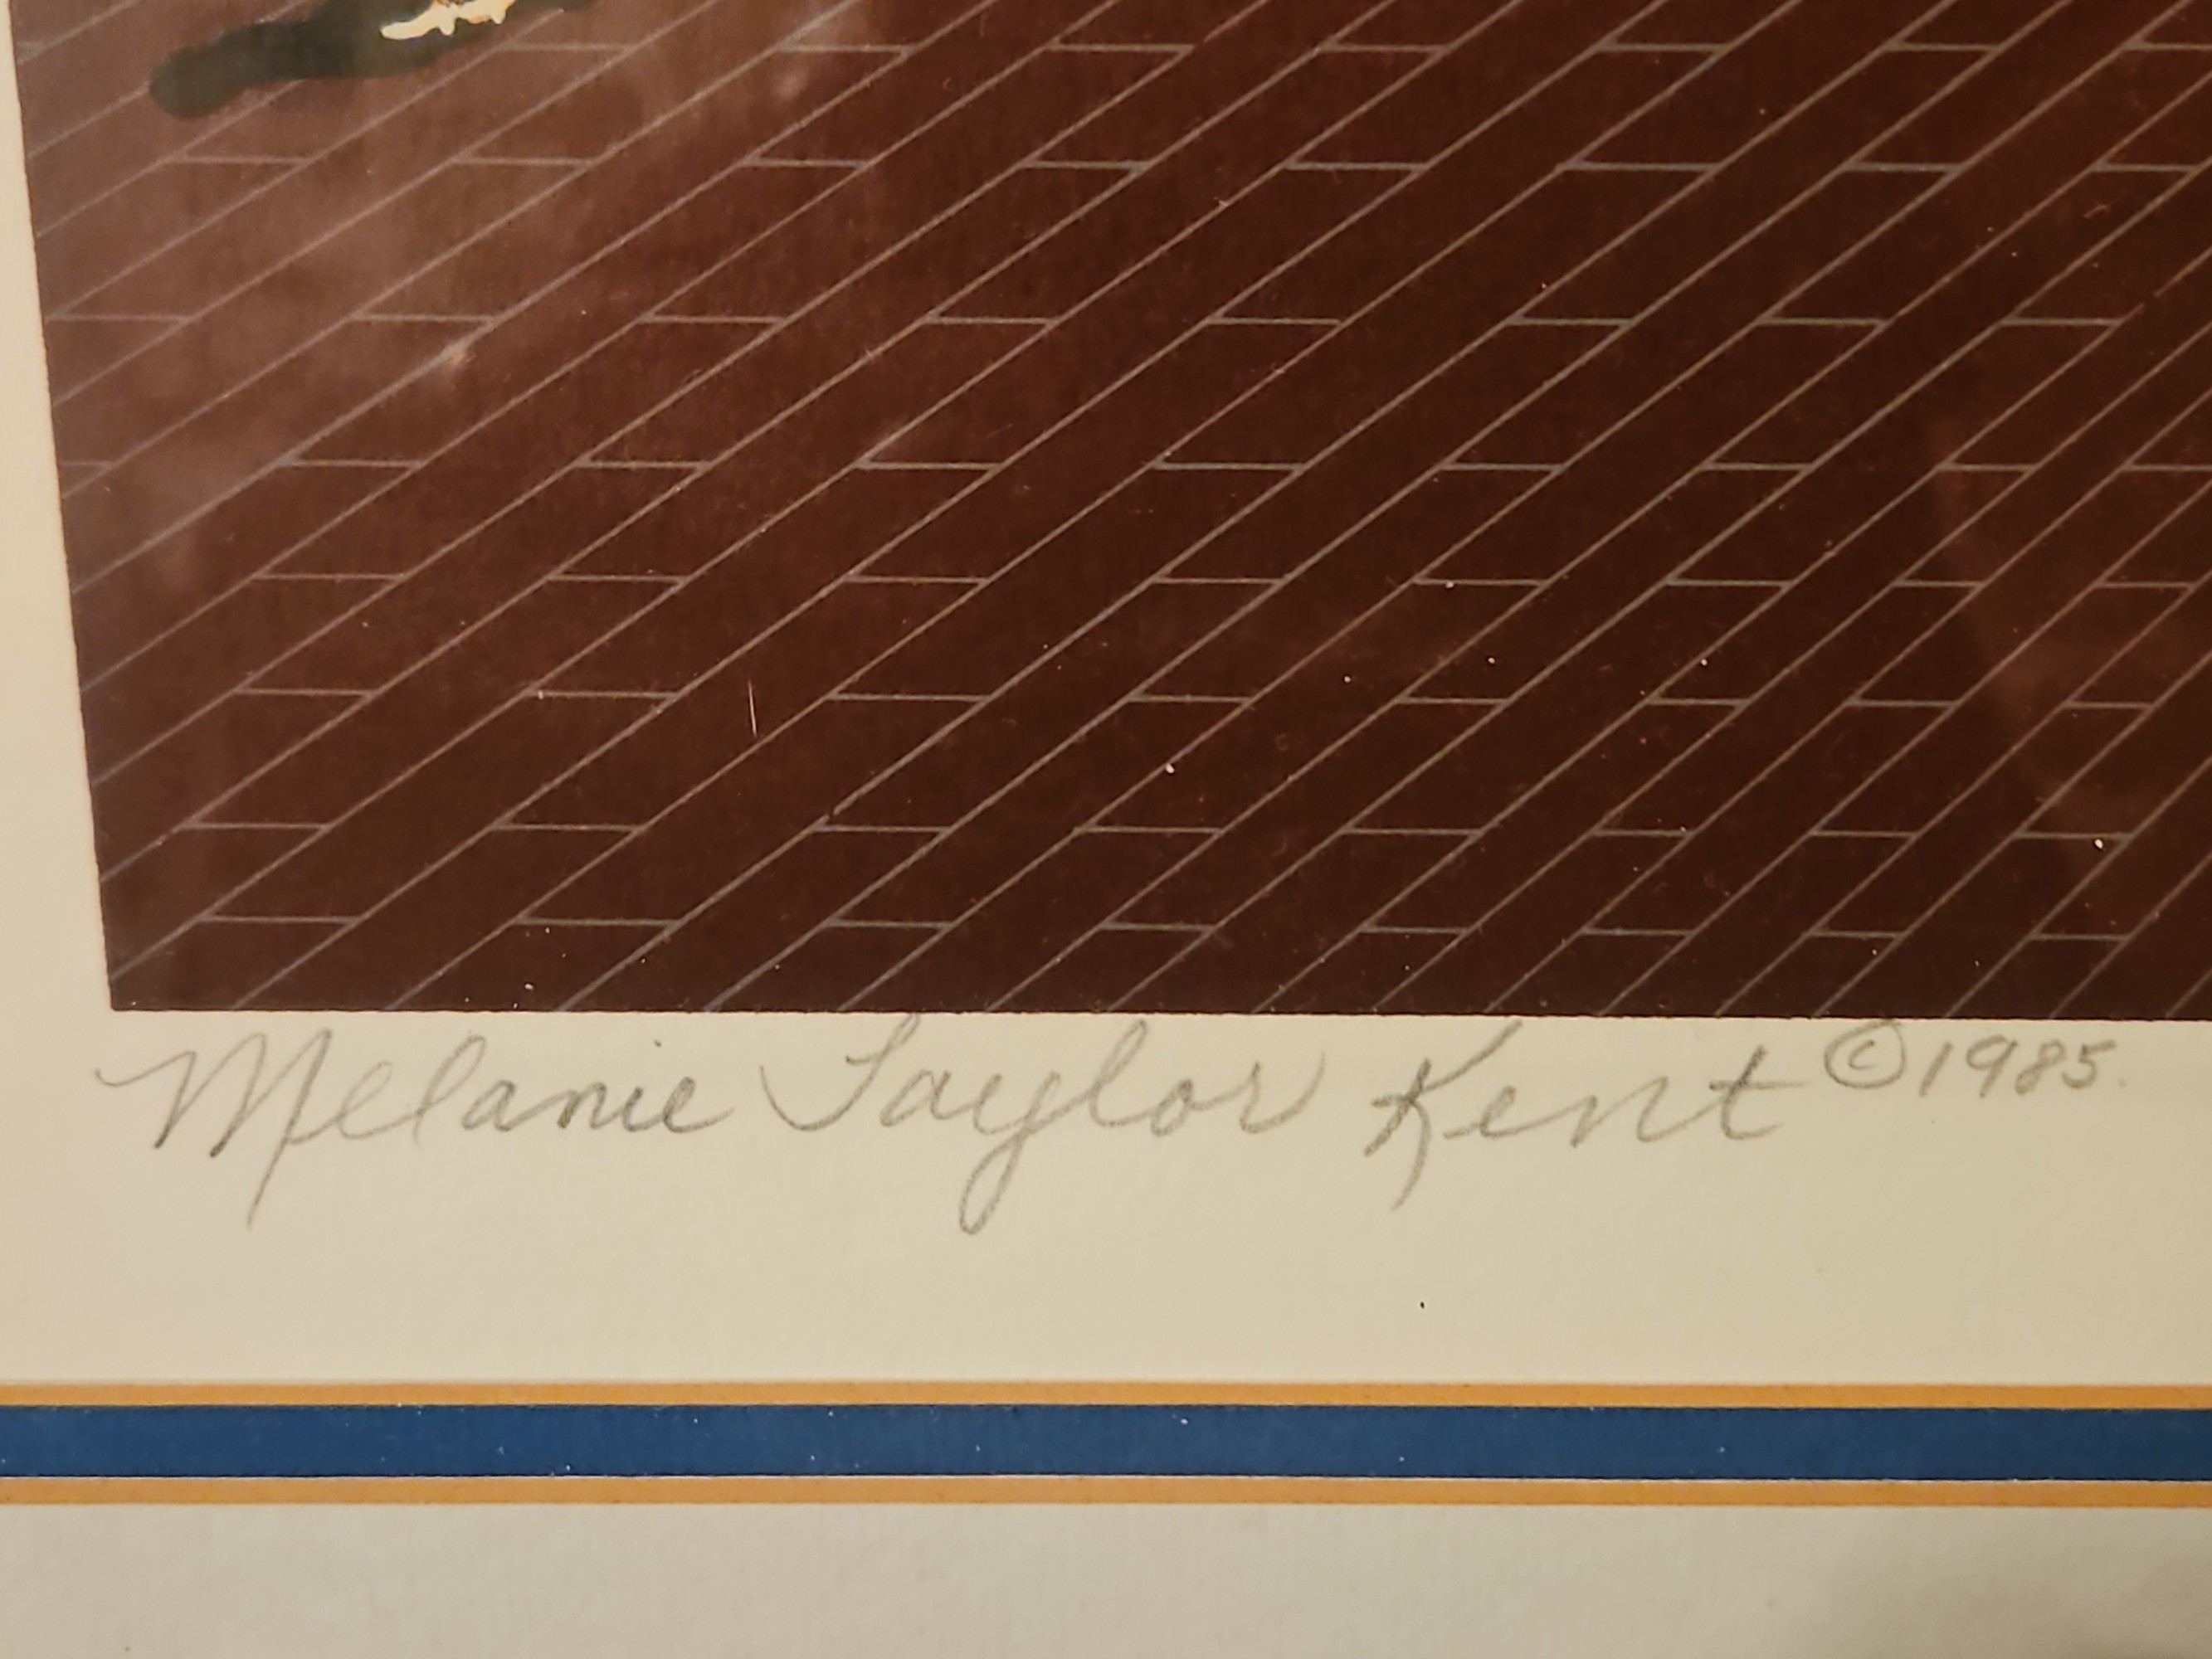 Melanie Taylor Kent ©1985.